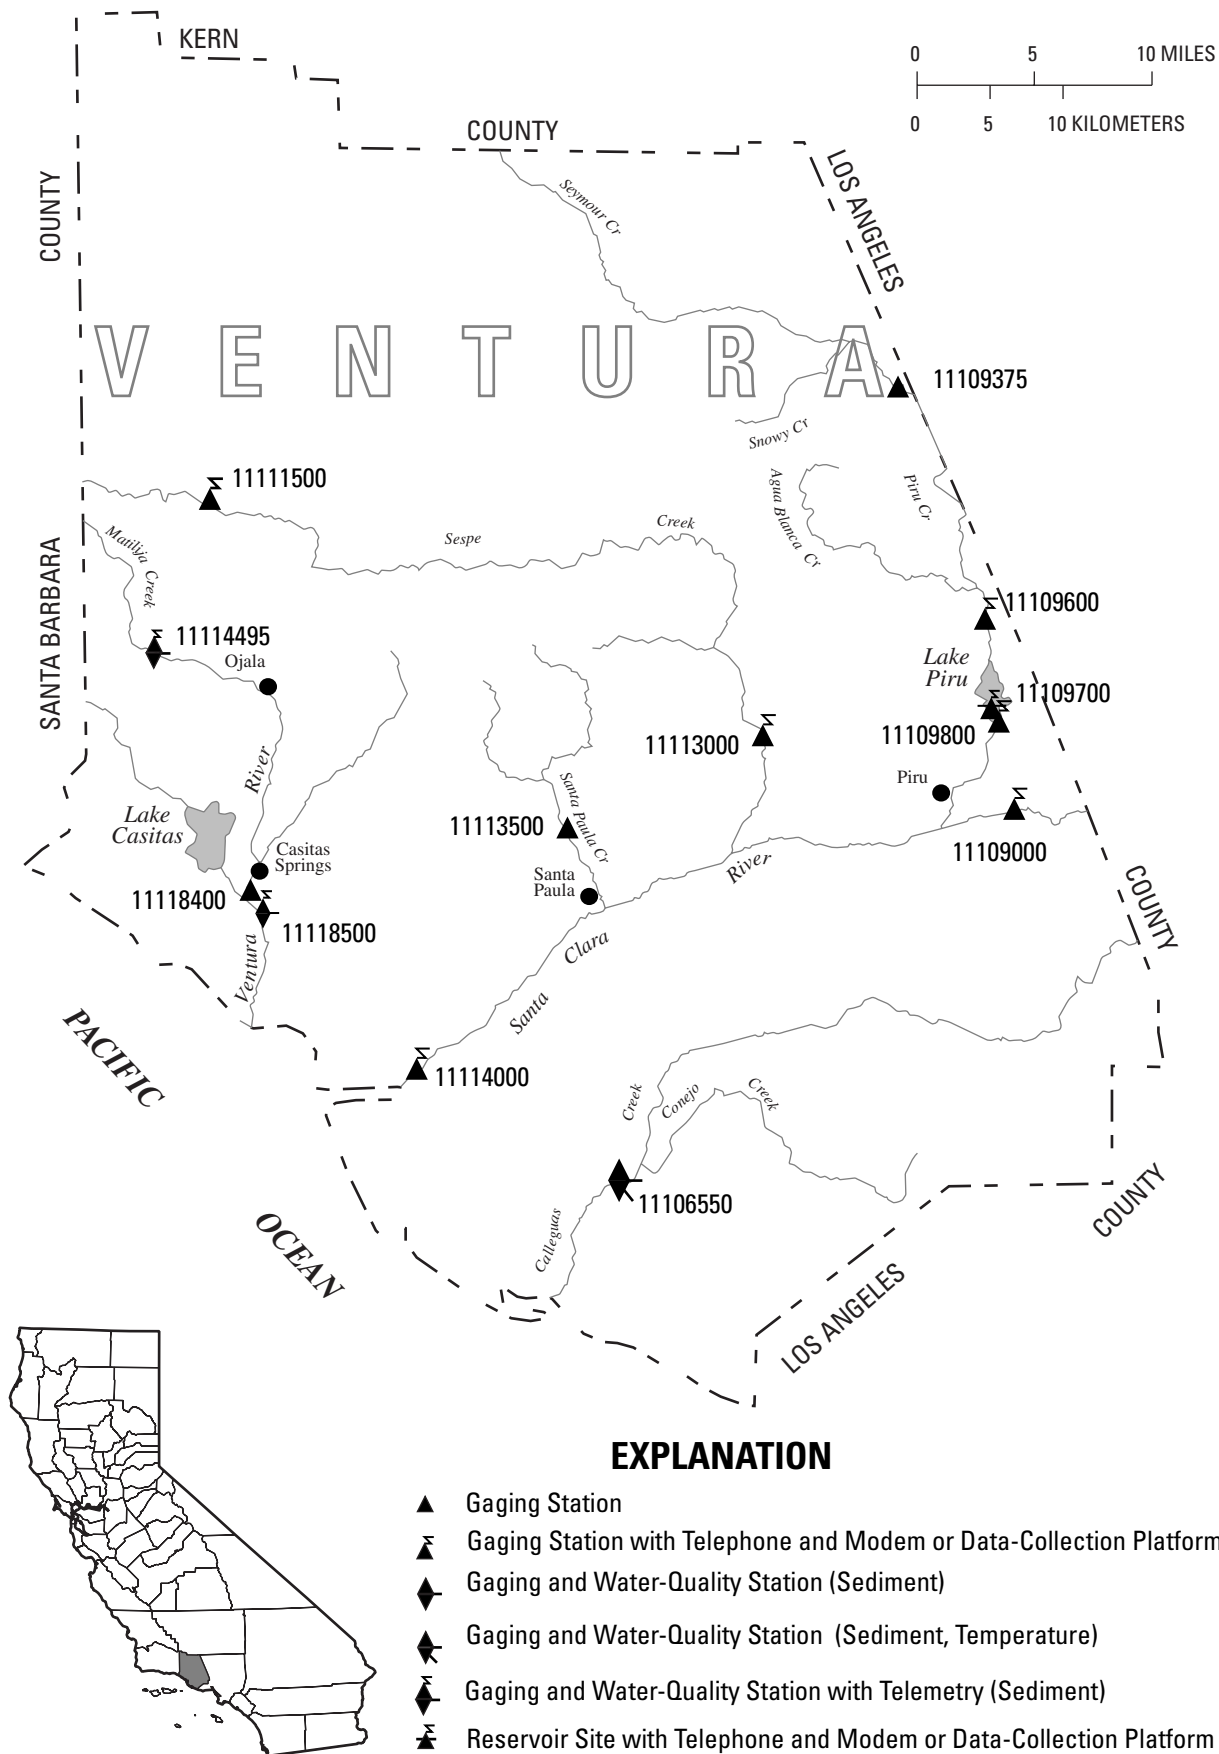 KERN
0 5 10 MILES
0 5 10 KILOMETERS
COUNTY
COUNTY
LOS ANGELES
Seymour Cr
VENTURA
11109375
Snowy Cr
11111500
Agua Blanca Cr
Piru Cr
Sespe
Creek
Matilija Creek
SANTA BARBARA
11109600
11114495
Ojala
Lake
Piru
11109700
11113000
11109800
River
Piru
Santa Paula Cr
Lake
Casitas
11113500
11109000
Casitas
Springs
River
Santa
Paula
11118400
COUNTY
11118500
Clara
Ventura
Santa
PACIFIC
11114000
Creek
Conejo
Creek
11106550
COUNTY
OCEAN
Calleguas
LOS ANGELES
EXPLANATION
Gaging Station
Gaging Station with Telephone and Modem or Data-Collection Platform
Gaging and Water-Quality Station (Sediment)
Gaging and Water-Quality Station (Sediment, Temperature)
Gaging and Water-Quality Station with Telemetry (Sediment)
Reservoir Site with Telephone and Modem or Data-Collection Platform